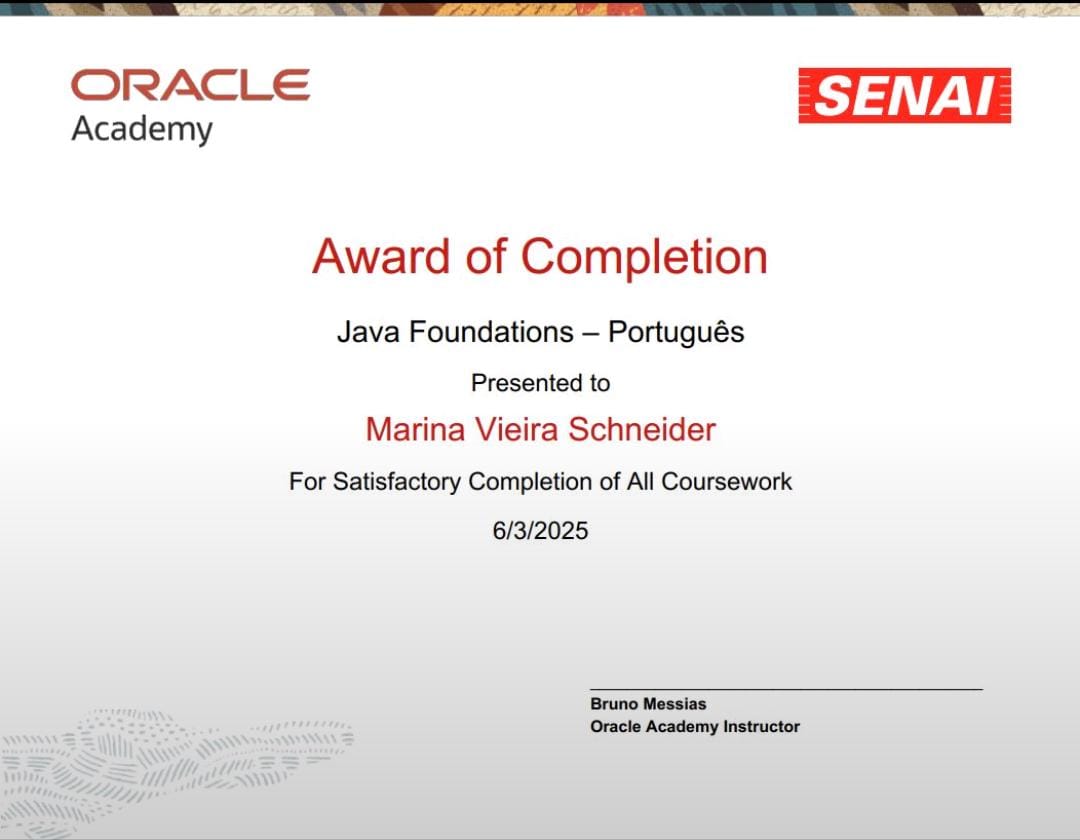 ORACLE
Academy
SENAI
Award of Completion
Java Foundations – Português
Presented to
Marina Vieira Schneider
For Satisfactory Completion of All Coursework
6/3/2025
Bruno Messias
Oracle Academy Instructor